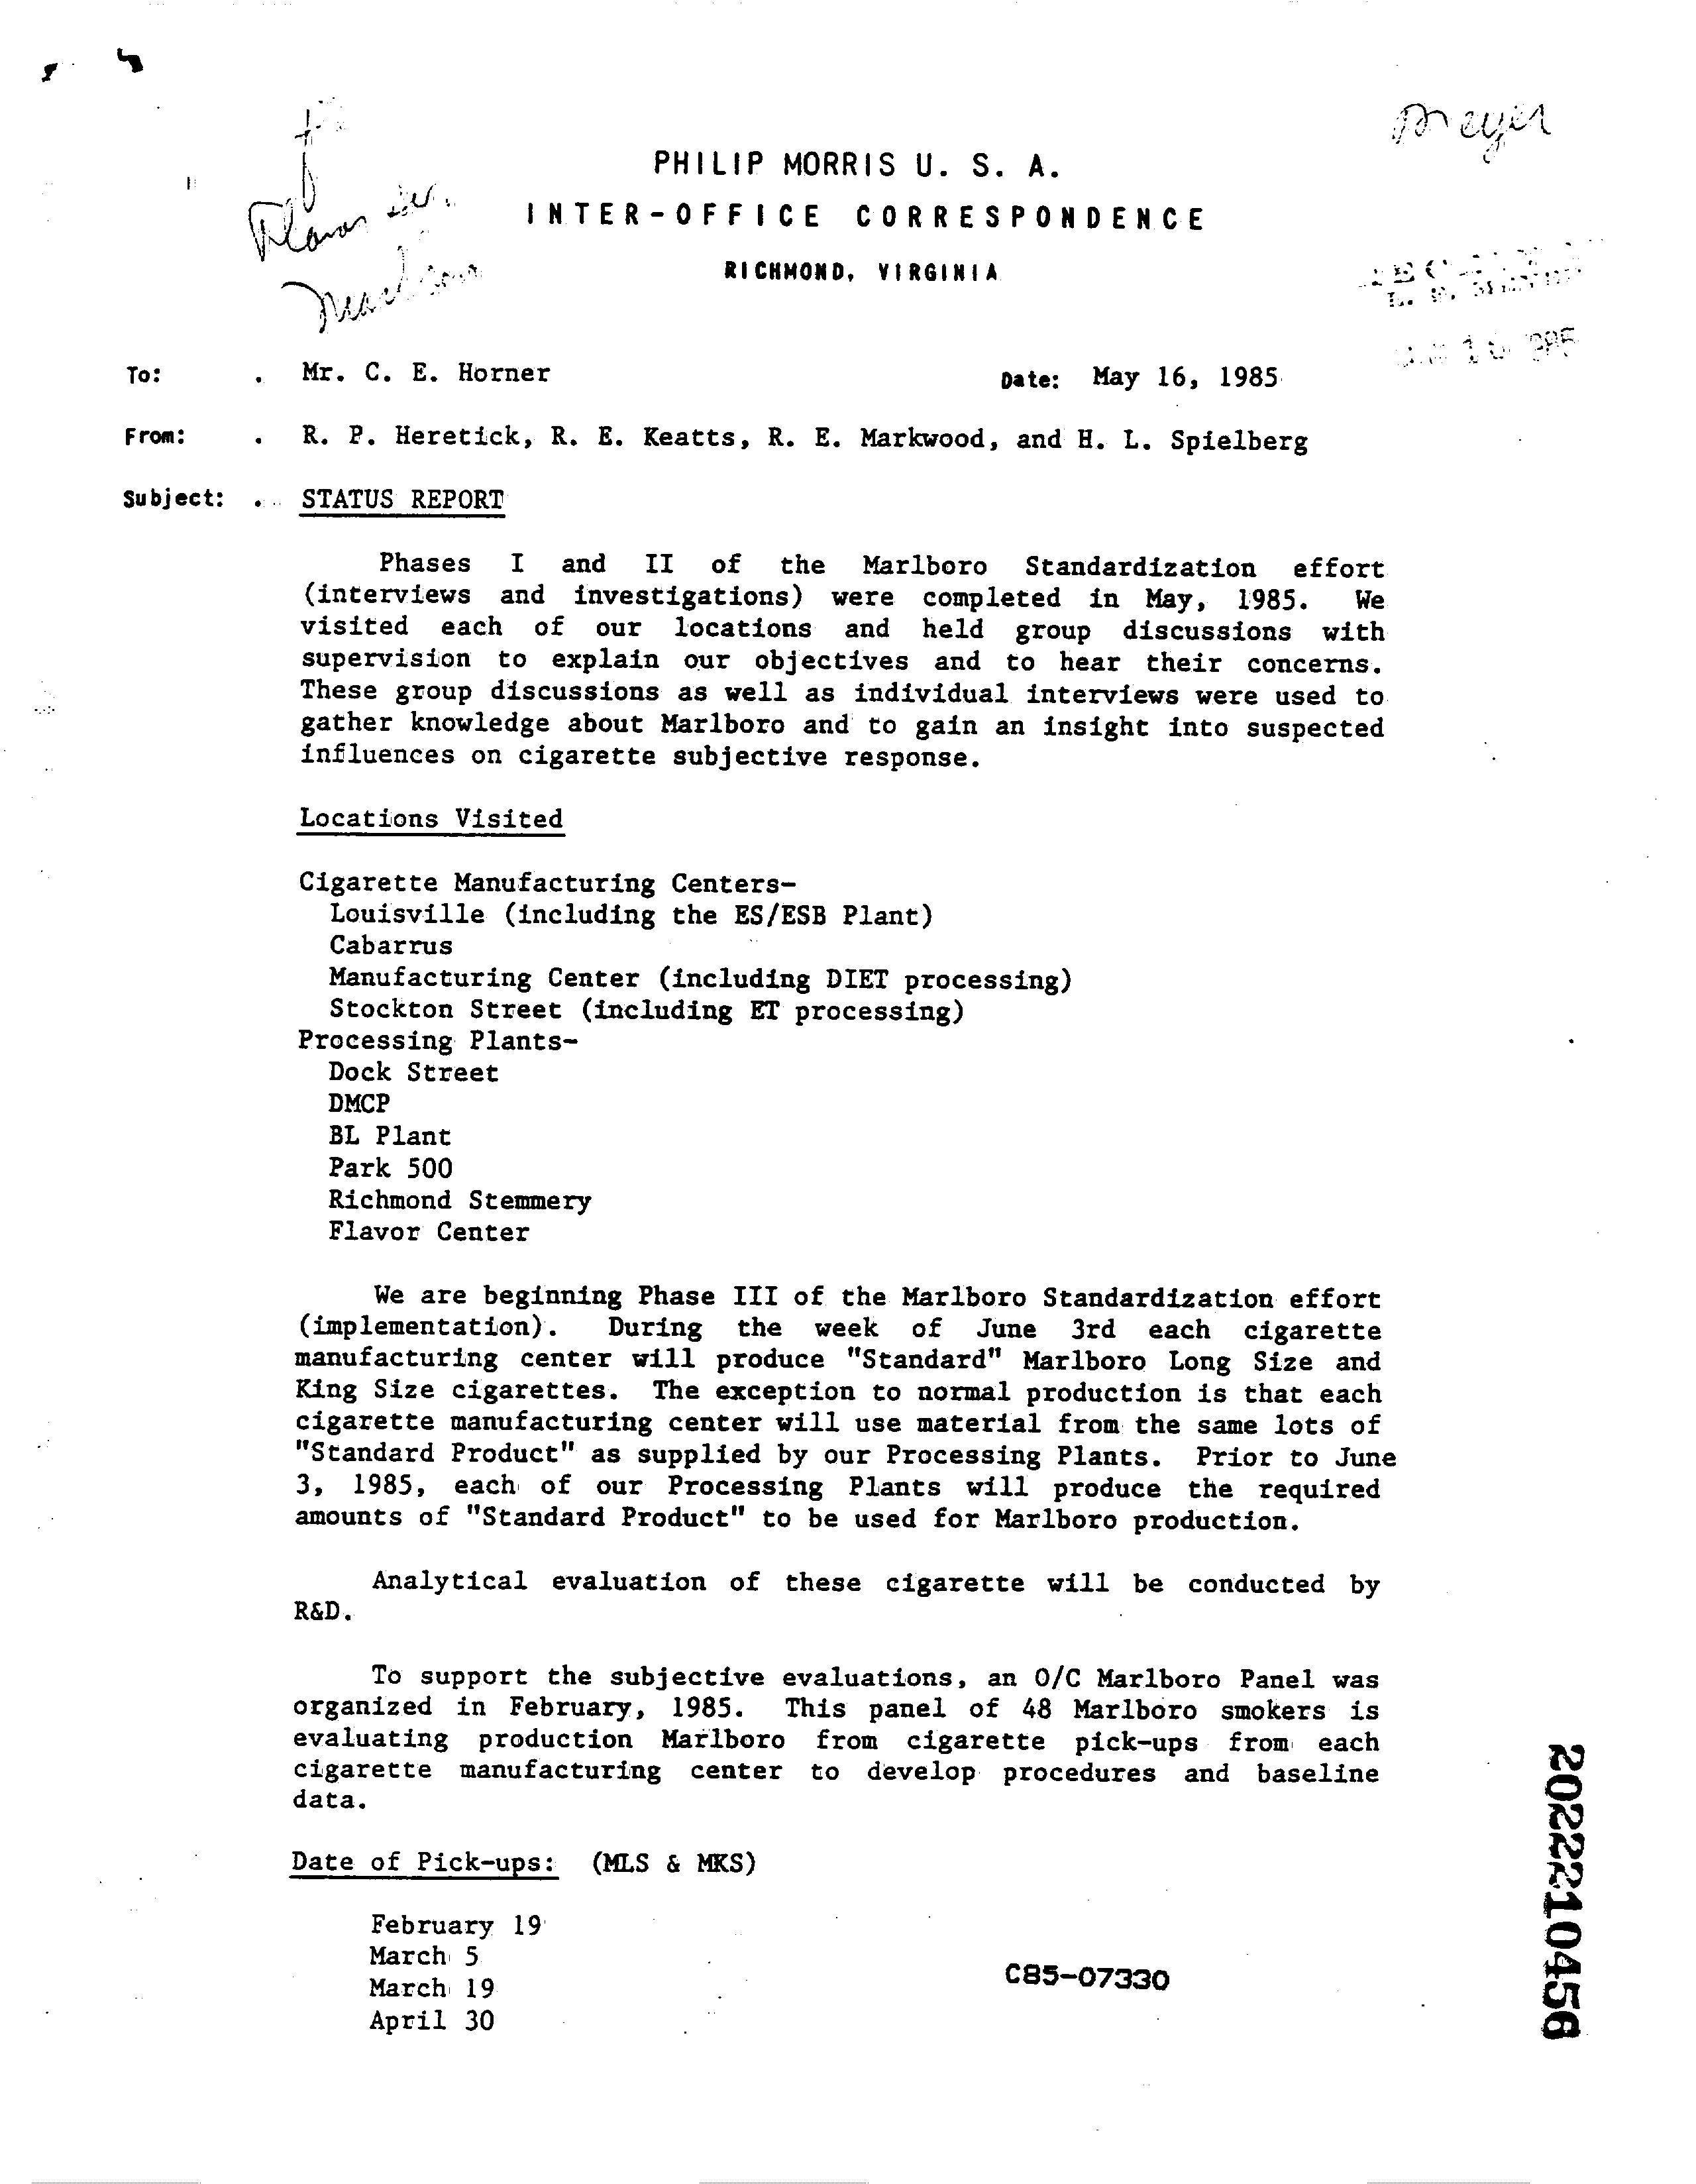 Meyer
PHILIP MORRIS U. S. A.
INTER-OFFICE CORRESPONDENCE
RICHMOND, VIRGINIA
To: . Mr. C. E. Horner Date: May 16, 1985
From: . R. P. Heretick, R. E. Keatts, R. E. Markwood, and H. L. Spielberg
Subject: . STATUS REPORT
Phases I and II of the Marlboro Standardization effort
(interviews and investigations) were completed in May, 1985. We
visited each of our locations and held group discussions with
supervision to explain our objectives and to hear their concerns.
These group discussions as well as individual interviews were used to
gather knowledge about Marlboro and to gain an insight into suspected
influences on cigarette subjective response.
Locations Visited
Cigarette Manufacturing Centers-
Louisville (including the ES/ESB Plant)
Cabarrus
Manufacturing Center (including DIET processing)
Stockton Street (including ET processing)
Processing Plants-
Dock Street
DMCP
BL Plant
Park 500
Richmond Stemmery
Flavor Center
We are beginning Phase III of the Marlboro Standardization effort
(implementation). During the week of June 3rd each cigarette
manufacturing center will produce "Standard" Marlboro Long Size and
King Size cigarettes. The exception to normal production is that each
cigarette manufacturing center will use material from the same lots of
"Standard Product" as supplied by our Processing Plants. Prior to June
3, 1985, each of our Processing Plants will produce the required
amounts of "Standard Product" to be used for Marlboro production.
Analytical evaluation of these cigarette will be conducted by
R&D.
To support the subjective evaluations, an O/C Marlboro Panel was
organized in February, 1985. This panel of 48 Marlboro smokers is
evaluating production Marlboro from cigarette pick-ups from each
cigarette manufacturing center to develop procedures and baseline
data.
Date of Pick-ups: (MLS & MKS)
February 19
March 5
March 19
April 30
C85-07330
2022210456